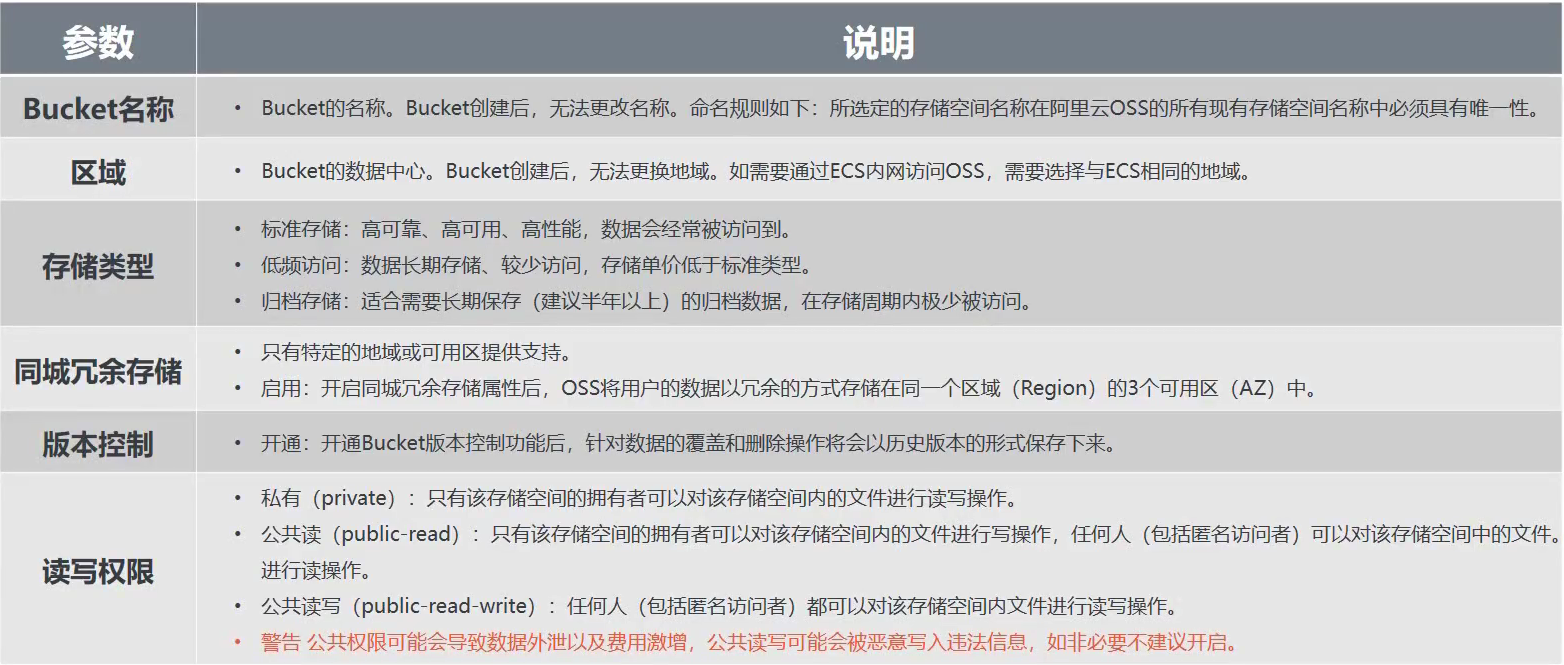 参数
说明
Bucket名称
• Bucket的名称。Bucket创建后，无法更改名称。命名规则如下：所选定的存储空间名称在阿里云OSS的所有现有存储空间名称中必须具有唯一性。
区域
• Bucket的数据中心。Bucket创建后，无法更换地域。如需要通过ECS内网访问OSS，需要选择与ECS相同的地域。
存储类型
• 标准存储：高可靠、高可用、高性能，数据会经常被访问到。
• 低频访问：数据长期存储、较少访问，存储单价低于标准类型。
• 归档存储：适合需要长期保存（建议半年以上）的归档数据，在存储周期内极少被访问。
同城冗余存储
• 只有特定的地域或可用区提供支持。
• 启用：开启同城冗余存储属性后，OSS将用户的数据以冗余的方式存储在同一个区域（Region）的3个可用区（AZ）中。
版本控制
• 开通：开通Bucket版本控制功能后，针对数据的覆盖和删除操作将会以历史版本的形式保存下来。
读写权限
• 私有（private）：只有该存储空间的拥有者可以对该存储空间内的文件进行读写操作。
• 公共读（public-read）：只有该存储空间的拥有者可以对该存储空间内的文件进行写操作，任何人（包括匿名访问者）可以对该存储空间中的文件。
进行读操作。
• 公共读写（public-read-write）：任何人（包括匿名访问者）都可以对该存储空间内文件进行读写操作。
• 警告 公共权限可能会导致数据外泄以及费用激增，公共读写可能会被恶意写入违法信息，如非必要不建议开启。